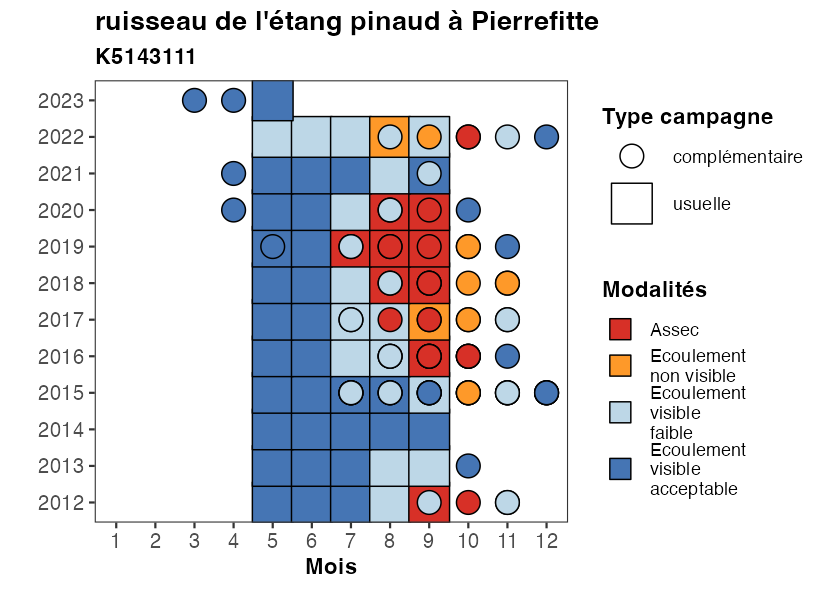 ruisseau de l'étang pinaud à Pierrefitte
K5143111
2023
2022
2021
2020
2019
2018
2017
2016
2015
2014
2013
2012
1 2 3 4 5 6 7 8 9 10 11 12
Mois
Type campagne
complémentaire
usuelle
Modalités
Assec
Ecoulement
non visible
Ecoulement
visible
faible
Ecoulement
visible
acceptable